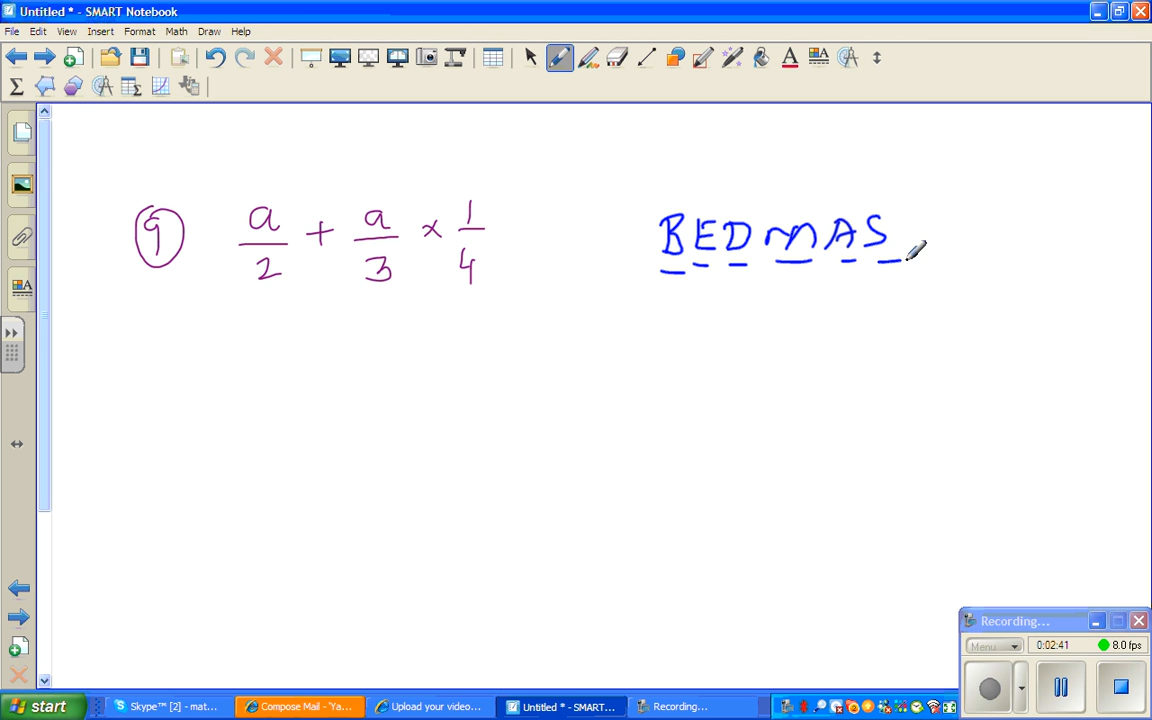 Untitled * - SMART Notebook
File Edit View Insert Format Math Draw Help
9 a/2 + a/3 × 1/4 BEDMAS
Recording...
Menu 0:02:41 8.0 fps
start Skype™ [2] - mat... Compose Mail - 'Ya... Upload your video... Untitled * - SMART... Recording...